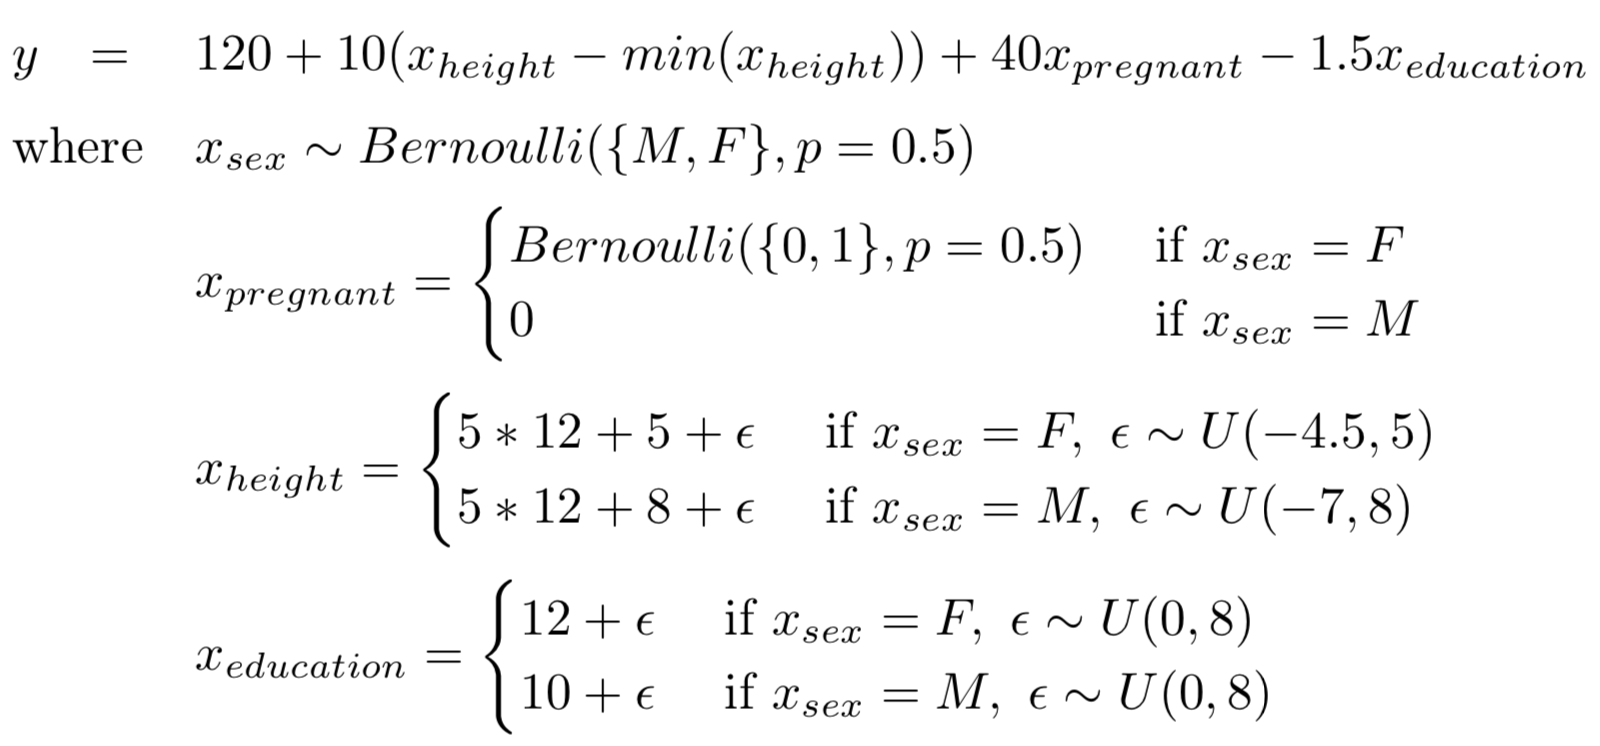 y = 120 + 10(x_height − min(x_height)) + 40x_pregnant − 1.5x_education
where x_sex ∼ Bernoulli({M, F}, p = 0.5)
x_pregnant = { Bernoulli({0, 1}, p = 0.5) if x_sex = F
0 if x_sex = M
x_height = { 5 ∗ 12 + 5 + ϵ if x_sex = F, ϵ ∼ U(−4.5, 5)
5 ∗ 12 + 8 + ϵ if x_sex = M, ϵ ∼ U(−7, 8)
x_education = { 12 + ϵ if x_sex = F, ϵ ∼ U(0, 8)
10 + ϵ if x_sex = M, ϵ ∼ U(0, 8)